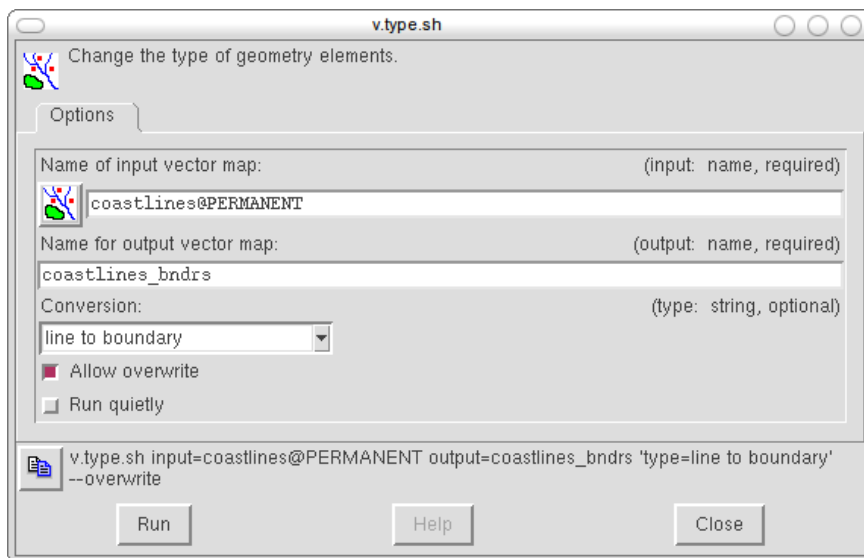 v.type.sh
Change the type of geometry elements.
Options
Name of input vector map: (input: name, required)
coastlines@PERMANENT
Name for output vector map: (output: name, required)
coastlines_bndrs
Conversion: (type: string, optional)
line to boundary
Allow overwrite
Run quietly
v.type.sh input=coastlines@PERMANENT output=coastlines_bndrs 'type=line to boundary'
--overwrite
Run Help Close